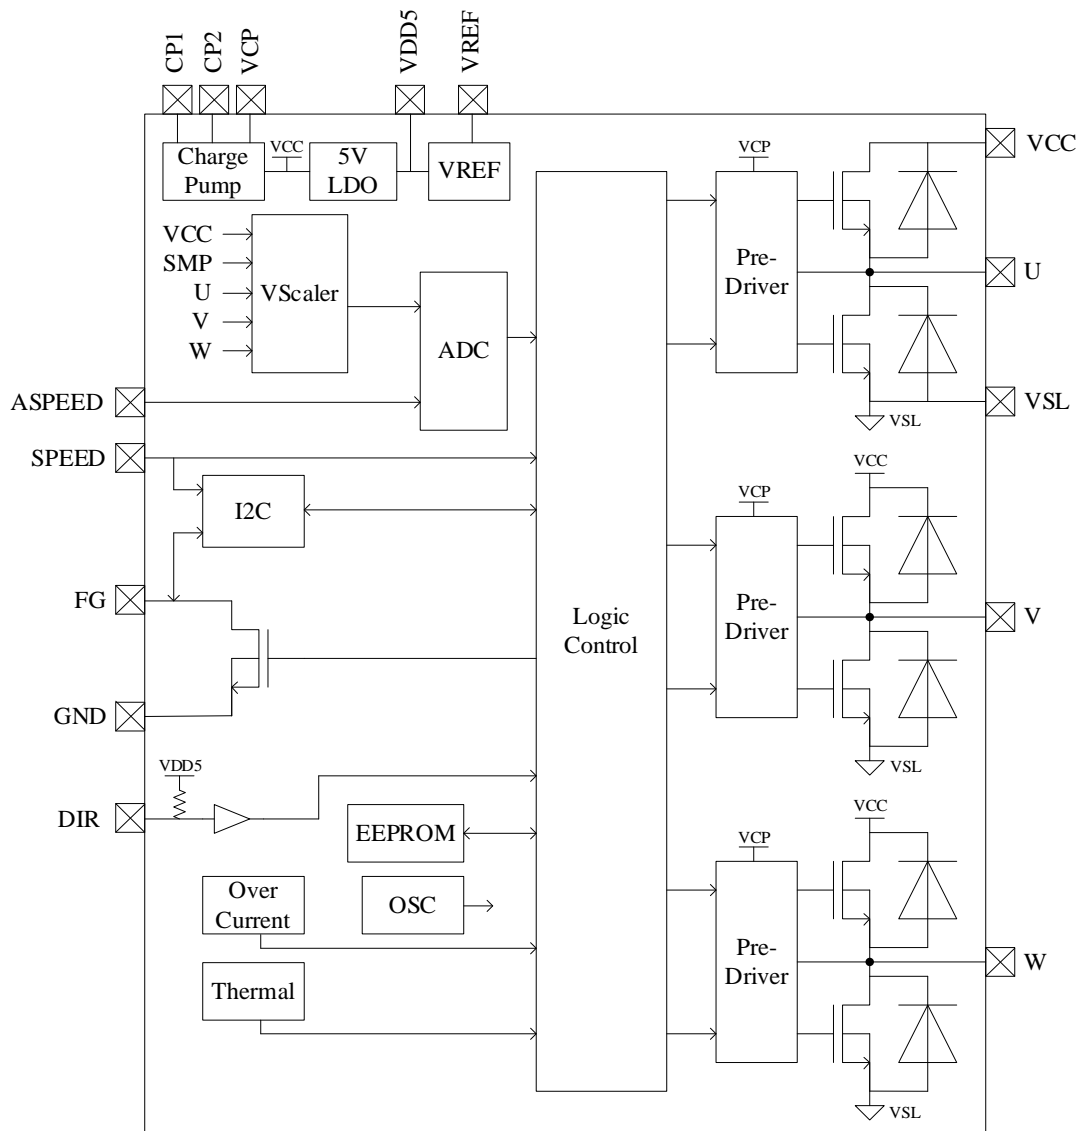 CP1
CP2
VCP
VDD5
VREF
Charge
Pump
VCC
5V
LDO
VREF
VCC
SMP
U
V
W
VScaler
ADC
ASPEED
SPEED
I2C
FG
GND
VDD5
DIR
EEPROM
OSC
Over
Current
Thermal
Logic
Control
VCP
Pre-
Driver
VCC
U
VSL
VSL
VCP
VCC
Pre-
Driver
V
VSL
VCP
VCC
Pre-
Driver
W
VSL